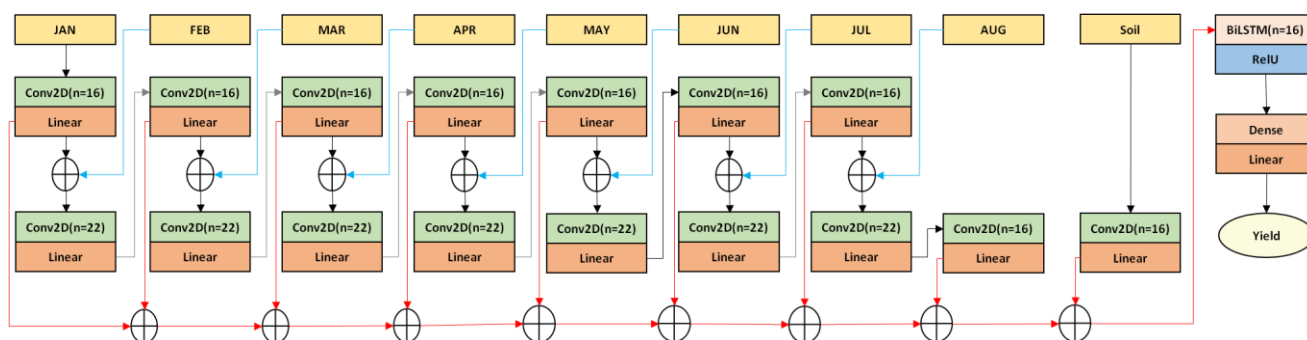 JAN FEB MAR APR MAY JUN JUL AUG Soil BiLSTM(n=16)
RelU
Conv2D(n=16) Conv2D(n=16) Conv2D(n=16) Conv2D(n=16) Conv2D(n=16) Conv2D(n=16) Conv2D(n=16)
Linear Linear Linear Linear Linear Linear Linear Dense
Linear
Conv2D(n=22) Conv2D(n=22) Conv2D(n=22) Conv2D(n=22) Conv2D(n=22) Conv2D(n=22) Conv2D(n=22) Conv2D(n=16) Conv2D(n=16) Yield
Linear Linear Linear Linear Linear Linear Linear Linear Linear